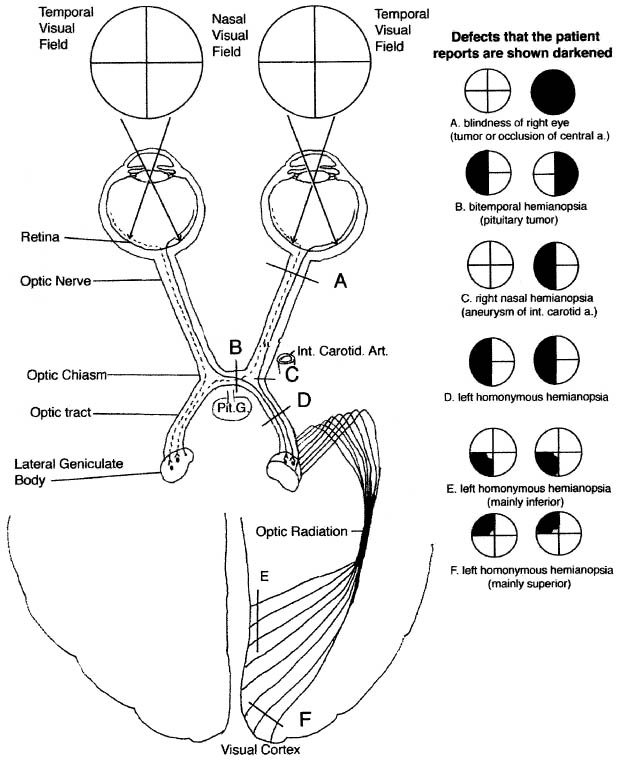 Temporal
Visual
Field
Nasal
Visual
Field
Temporal
Visual
Field
Retina
Optic Nerve
A
B
Int. Carotid. Art.
C
Optic Chiasm
D
Pit.G.
Optic tract
Lateral Geniculate
Body
Optic Radiation
E
F
Visual Cortex
Defects that the patient
reports are shown darkened
A. blindness of right eye
(tumor or occlusion of central a.)
B. bitemporal hemianopsia
(pituitary tumor)
C. right nasal hemianopsia
(aneurysm of int. carotid a.)
D. left homonymous hemianopsia
E. left homonymous hemianopsia
(mainly inferior)
F. left homonymous hemianopsia
(mainly superior)